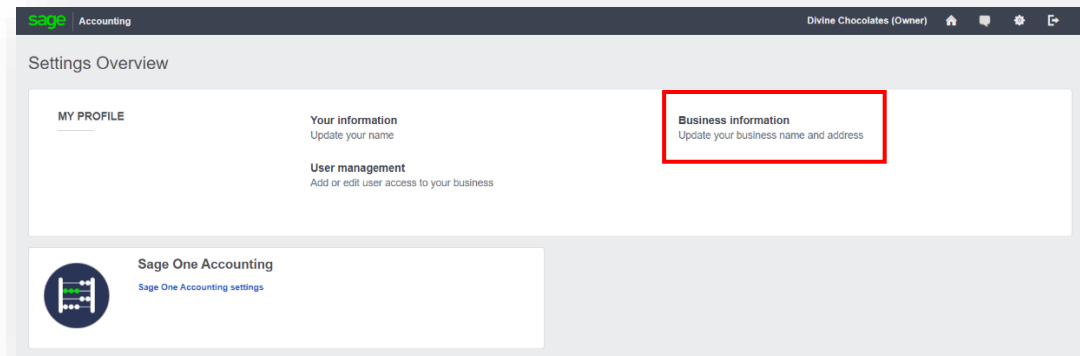 sage Accounting Divine Chocolates (Owner)
Settings Overview
MY PROFILE
Your information
Update your name
Business information
Update your business name and address
User management
Add or edit user access to your business
Sage One Accounting
Sage One Accounting settings